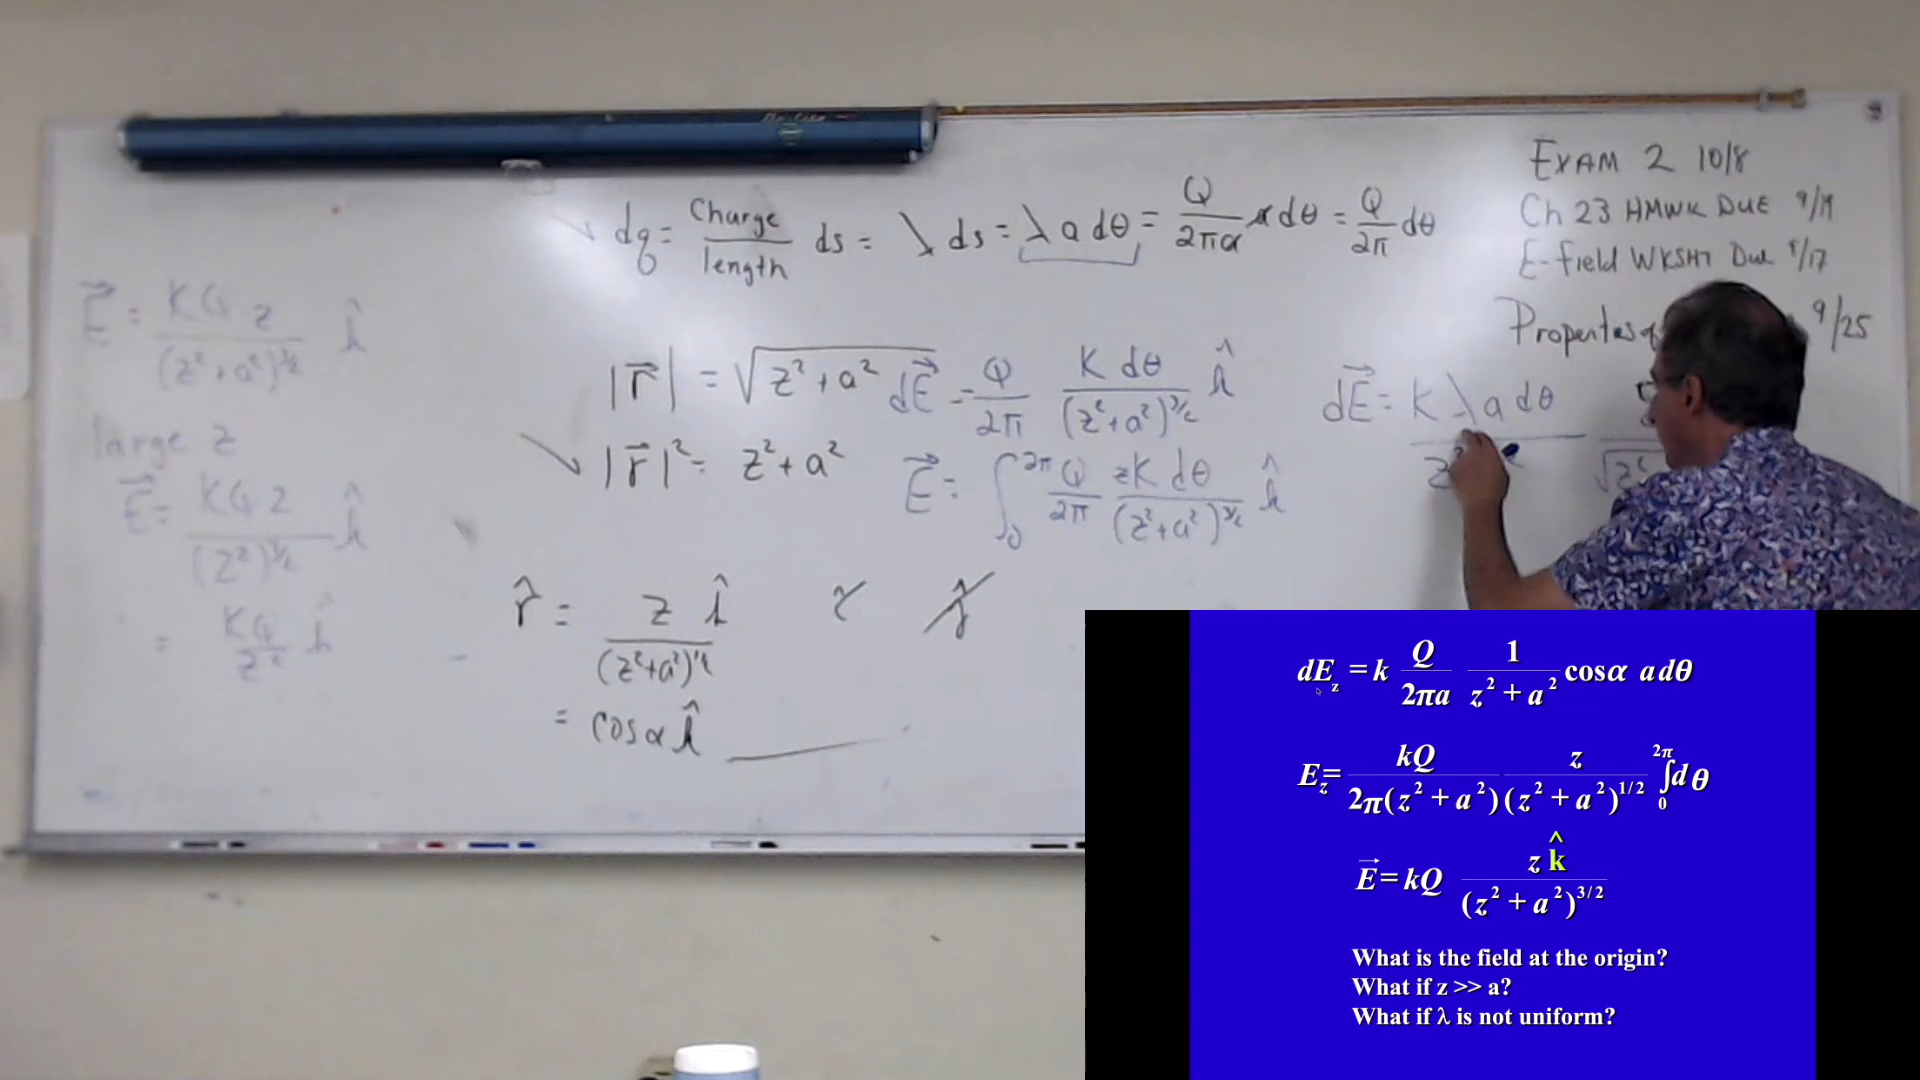 dq = Charge/length ds = λ ds = λ a dθ = Q/2πa a dθ = Q/2π dθ
EXAM 2 10/8
Ch 23 HMWK DUE 9/19
E-field WKSHT Due 9/17
9/25
E⃗ = KQ z/(z²+a²)^3/2 k̂
large z
E⃗ = KQ z/(z²)^3/2 k̂
= KQ/z² k̂
|r⃗| = √z²+a²
|r⃗|² = z²+a²
dE⃗ = Q/2π K dθ/(z²+a²)^3/2 k̂
E⃗ = ∫₀^2π Q/2π zK dθ/(z²+a²)^3/2 k̂
dE⃗ = K λ a dθ
r̂ = z k̂/(z²+a²)^1/2
= cosα k̂
dE_z = k Q/2πa 1/z²+a² cosα adθ
E_z = kQ/2π(z²+a²) z/(z²+a²)^1/2 ∫₀^2π dθ
E⃗ = kQ z k̂/(z²+a²)^3/2
What is the field at the origin?
What if z >> a?
What if λ is not uniform?